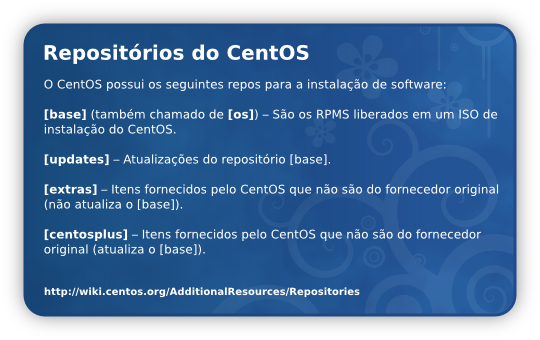 Repositórios do CentOS
O CentOS possui os seguintes repos para a instalação de software:
[base] (também chamado de [os]) – São os RPMS liberados em um ISO de
instalação do CentOS.
[updates] – Atualizações do repositório [base].
[extras] – Itens fornecidos pelo CentOS que não são do fornecedor original
(não atualiza o [base]).
[centosplus] – Itens fornecidos pelo CentOS que não são do fornecedor
original (atualiza o [base]).
http://wiki.centos.org/AdditionalResources/Repositories